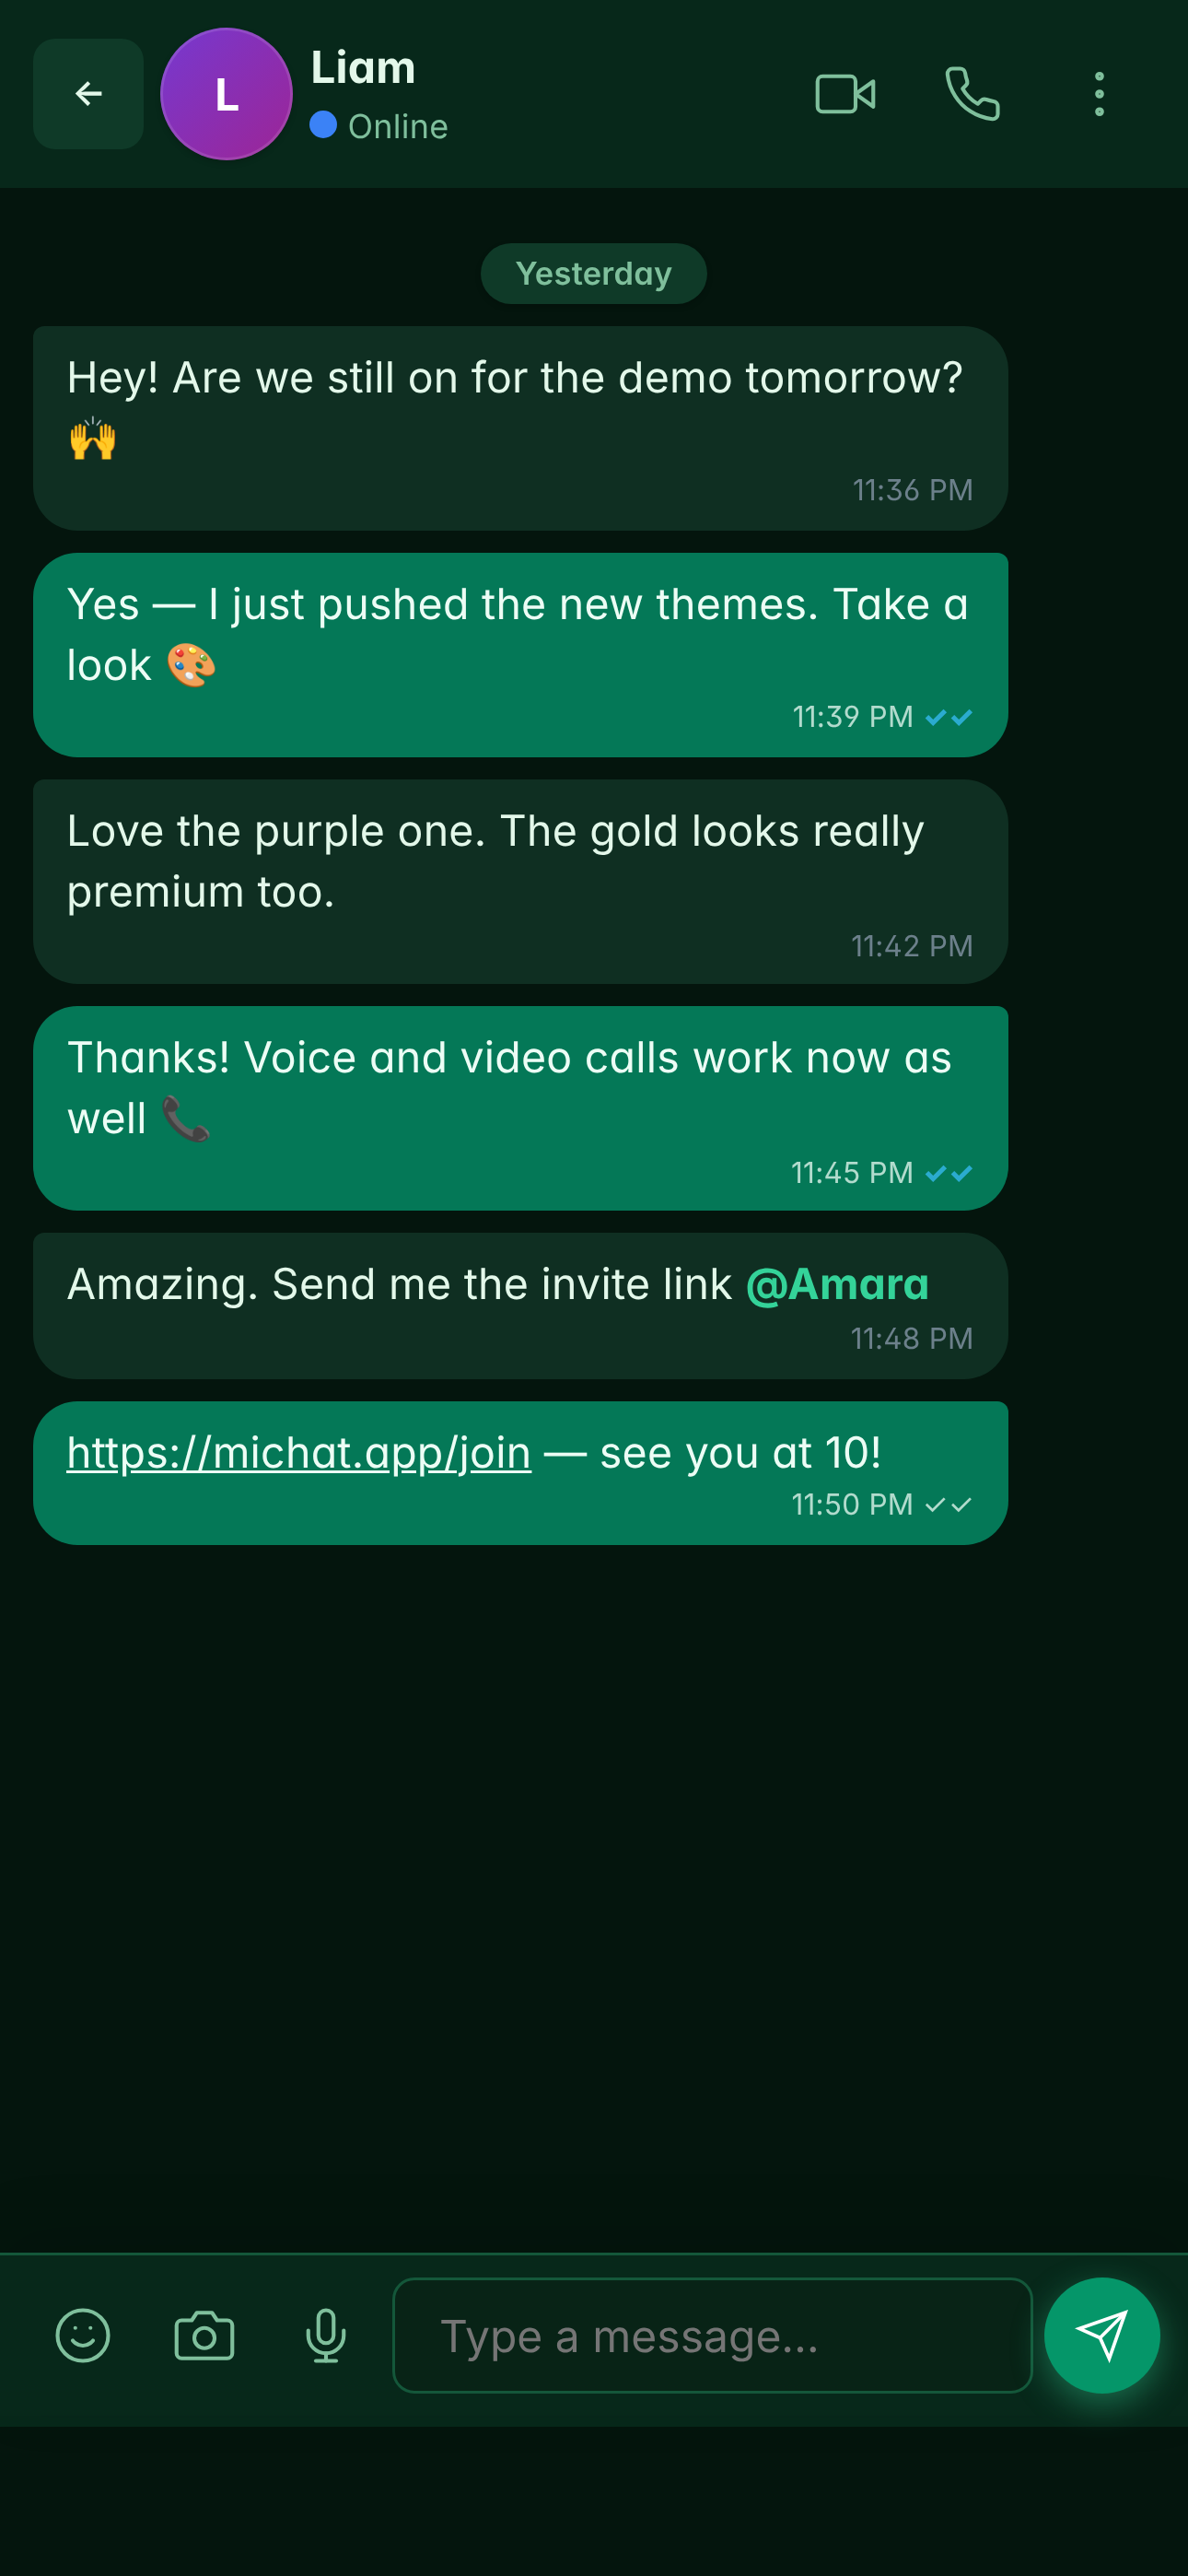 L
Liam
Online
Yesterday
Hey! Are we still on for the demo tomorrow?
🙌
11:36 PM
Yes — I just pushed the new themes. Take a
look 🎨
11:39 PM ✓✓
Love the purple one. The gold looks really
premium too.
11:42 PM
Thanks! Voice and video calls work now as
well 📞
11:45 PM ✓✓
Amazing. Send me the invite link @Amara
11:48 PM
https://michat.app/join — see you at 10!
11:50 PM ✓✓
Type a message...